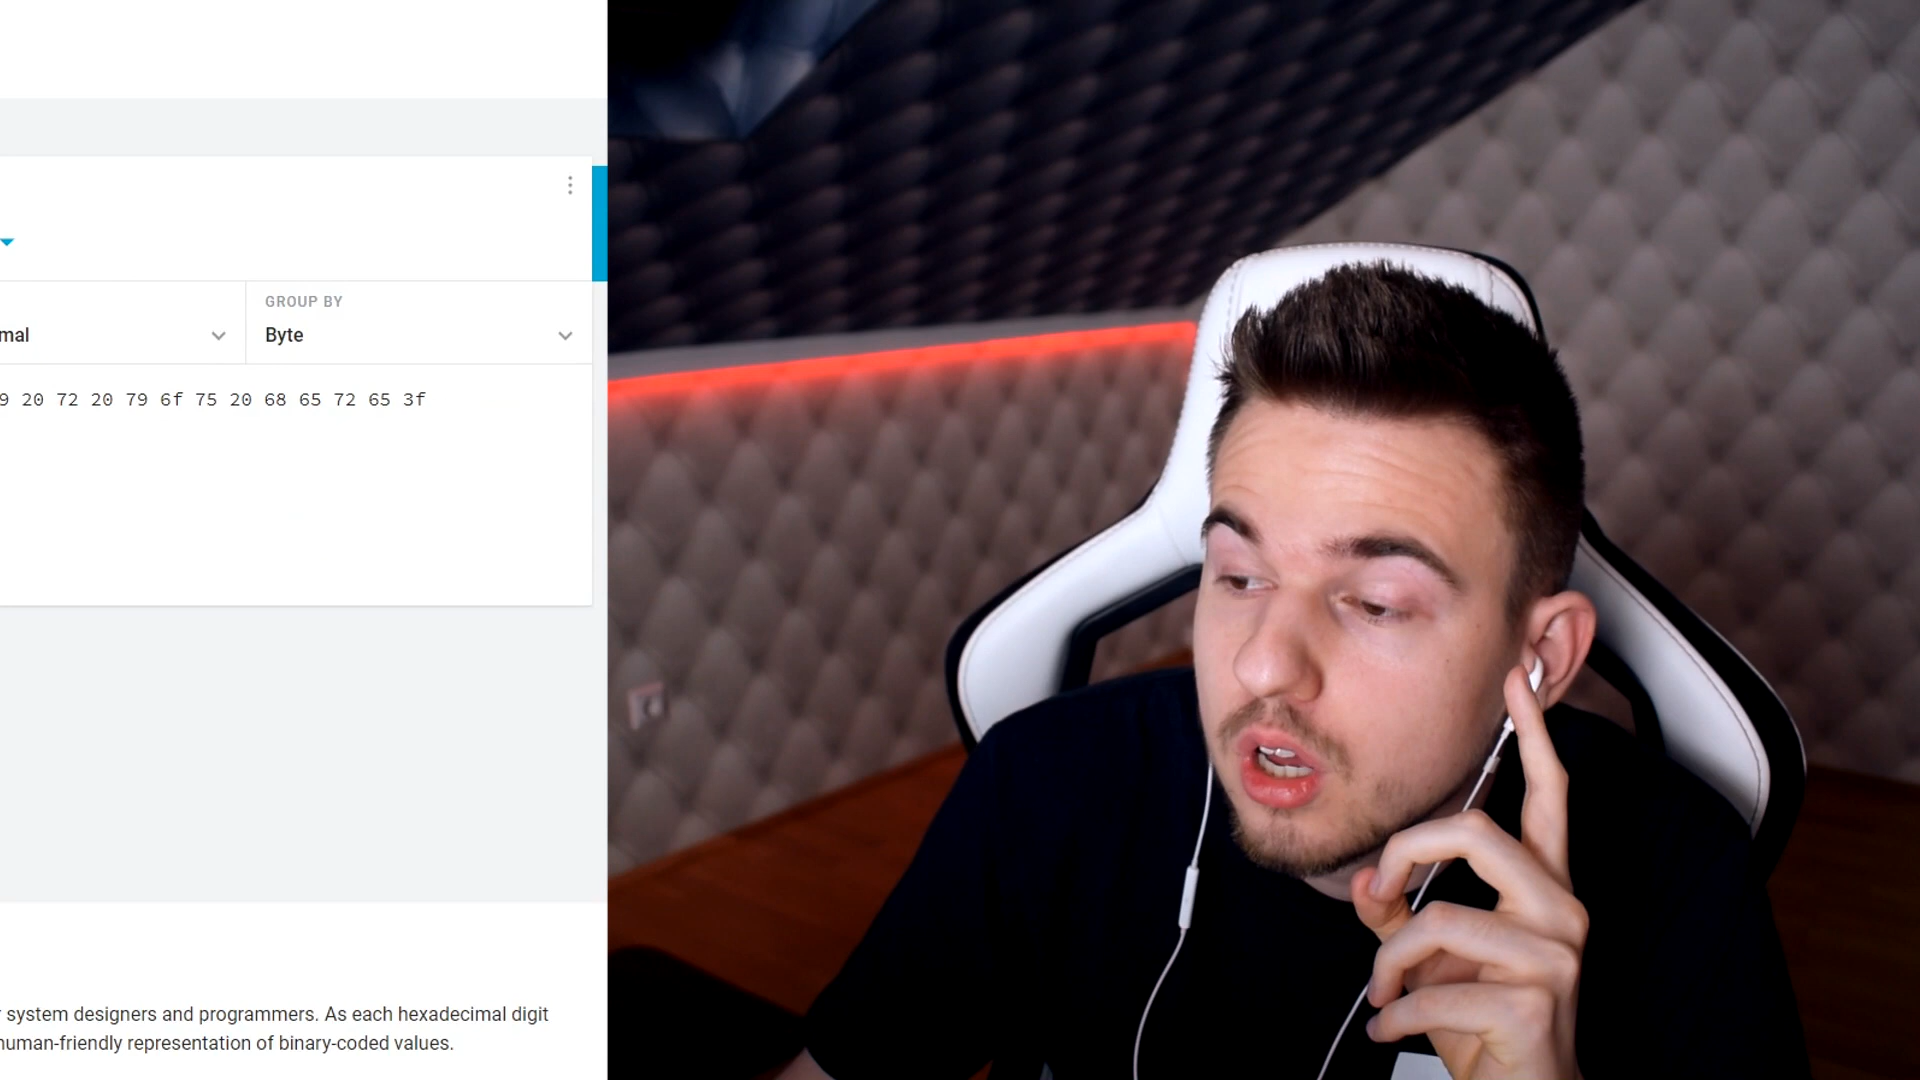 GROUP BY
mal
Byte
9 20 72 20 79 6f 75 20 68 65 72 65 3f
system designers and programmers. As each hexadecimal digit
human-friendly representation of binary-coded values.